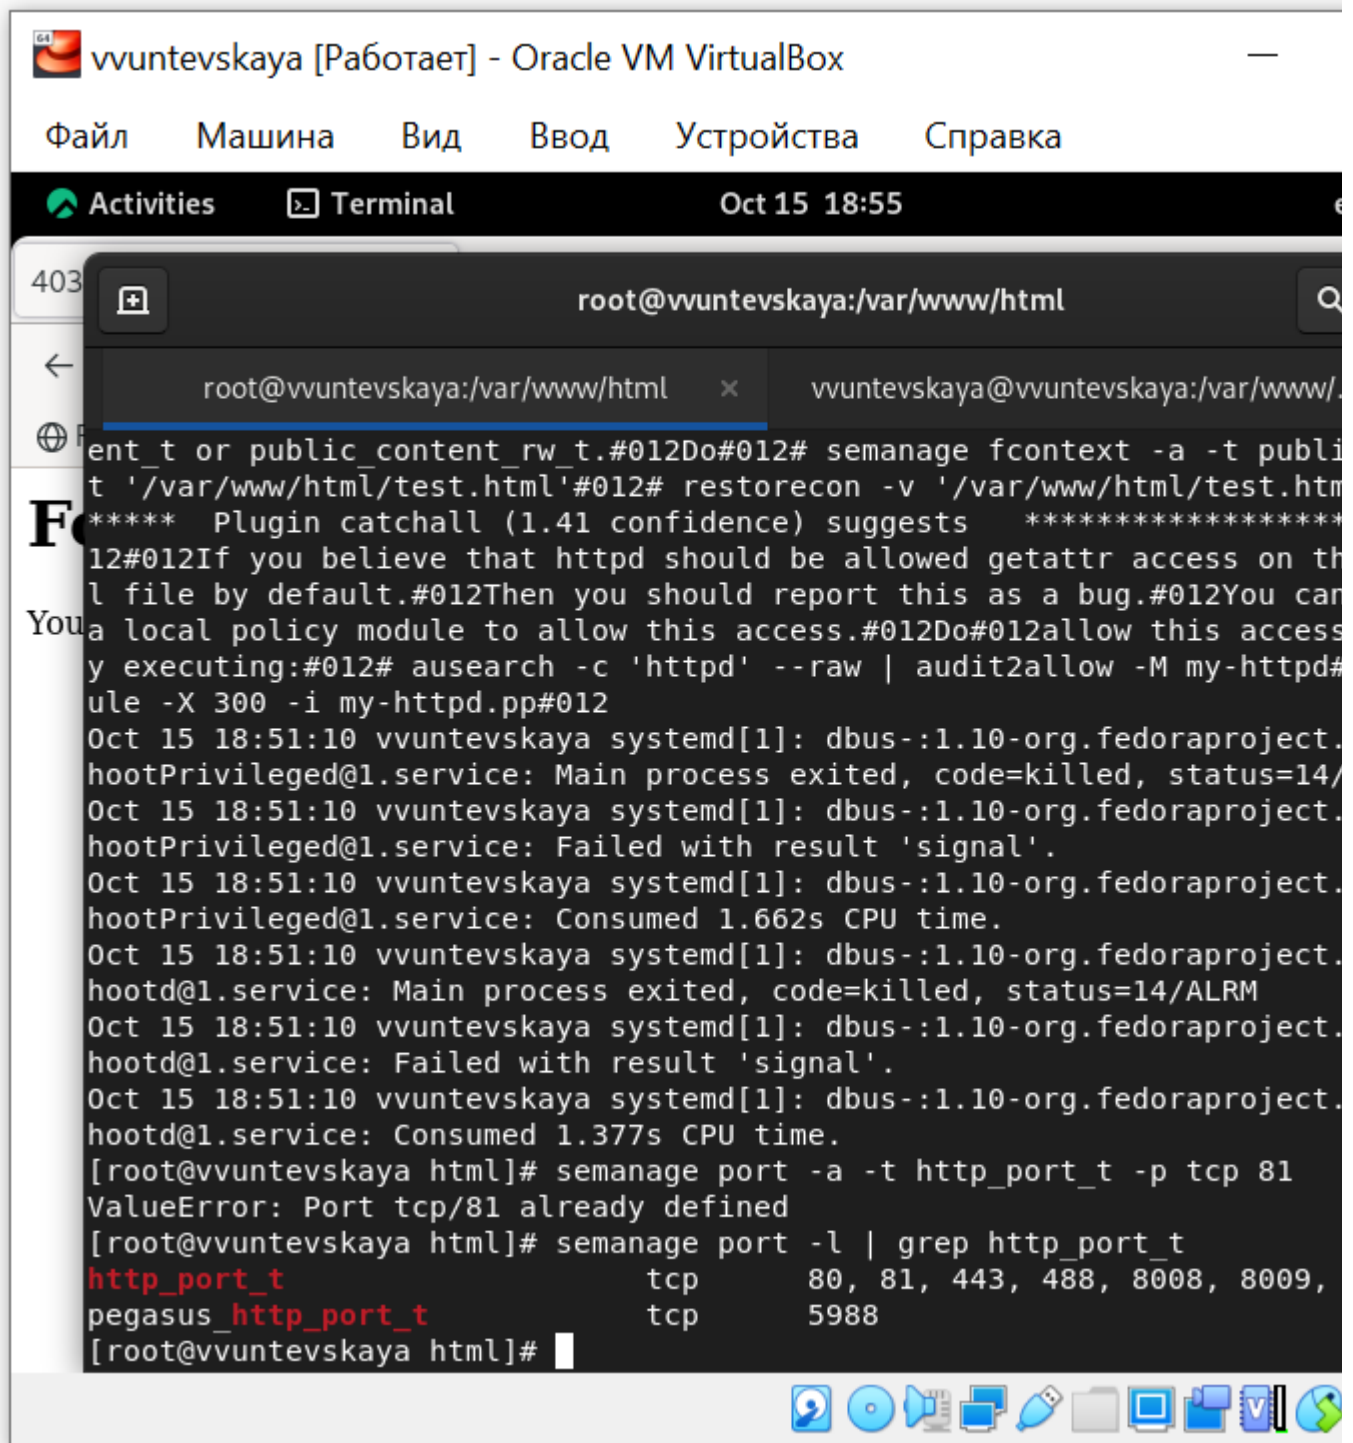 vvuntevskaya [Работает] - Oracle VM VirtualBox
Файл Машина Вид Ввод Устройства Справка
Activities Terminal Oct 15 18:55
403
root@vvuntevskaya:/var/www/html
root@vvuntevskaya:/var/www/html × vvuntevskaya@vvuntevskaya:/var/www/.
You
ent_t or public_content_rw_t.#012Do#012# semanage fcontext -a -t publi
t '/var/www/html/test.html'#012# restorecon -v '/var/www/html/test.htm
***** Plugin catchall (1.41 confidence) suggests ******************
12#012If you believe that httpd should be allowed getattr access on th
l file by default.#012Then you should report this as a bug.#012You can
a local policy module to allow this access.#012Do#012allow this access
y executing:#012# ausearch -c 'httpd' --raw | audit2allow -M my-httpd#
ule -X 300 -i my-httpd.pp#012
Oct 15 18:51:10 vvuntevskaya systemd[1]: dbus-:1.10-org.fedoraproject.
hootPrivileged@1.service: Main process exited, code=killed, status=14/
Oct 15 18:51:10 vvuntevskaya systemd[1]: dbus-:1.10-org.fedoraproject.
hootPrivileged@1.service: Failed with result 'signal'.
Oct 15 18:51:10 vvuntevskaya systemd[1]: dbus-:1.10-org.fedoraproject.
hootPrivileged@1.service: Consumed 1.662s CPU time.
Oct 15 18:51:10 vvuntevskaya systemd[1]: dbus-:1.10-org.fedoraproject.
hootd@1.service: Main process exited, code=killed, status=14/ALRM
Oct 15 18:51:10 vvuntevskaya systemd[1]: dbus-:1.10-org.fedoraproject.
hootd@1.service: Failed with result 'signal'.
Oct 15 18:51:10 vvuntevskaya systemd[1]: dbus-:1.10-org.fedoraproject.
hootd@1.service: Consumed 1.377s CPU time.
[root@vvuntevskaya html]# semanage port -a -t http_port_t -p tcp 81
ValueError: Port tcp/81 already defined
[root@vvuntevskaya html]# semanage port -l | grep http_port_t
http_port_t tcp 80, 81, 443, 488, 8008, 8009,
pegasus_http_port_t tcp 5988
[root@vvuntevskaya html]#